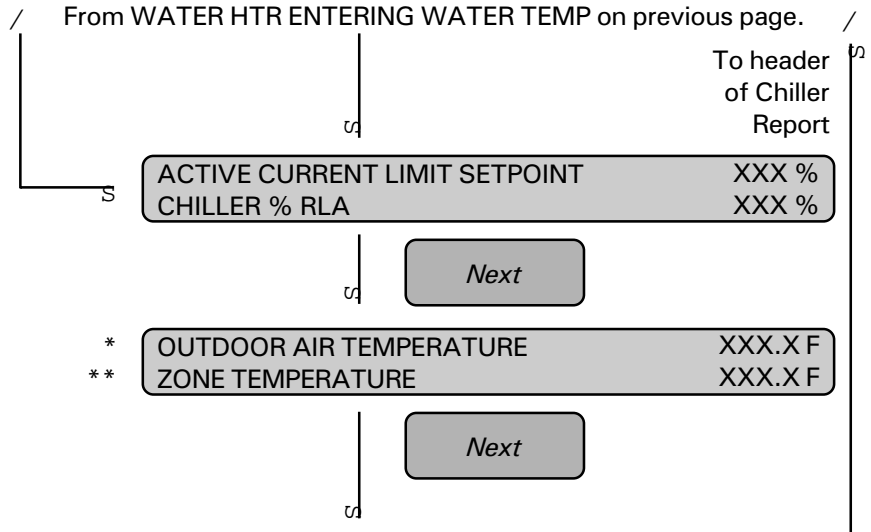 From WATER HTR ENTERING WATER TEMP on previous page.
To header
of Chiller
Report
ACTIVE CURRENT LIMIT SETPOINT XXX %
CHILLER % RLA XXX %
Next
* OUTDOOR AIR TEMPERATURE XXX.X F
** ZONE TEMPERATURE XXX.X F
Next